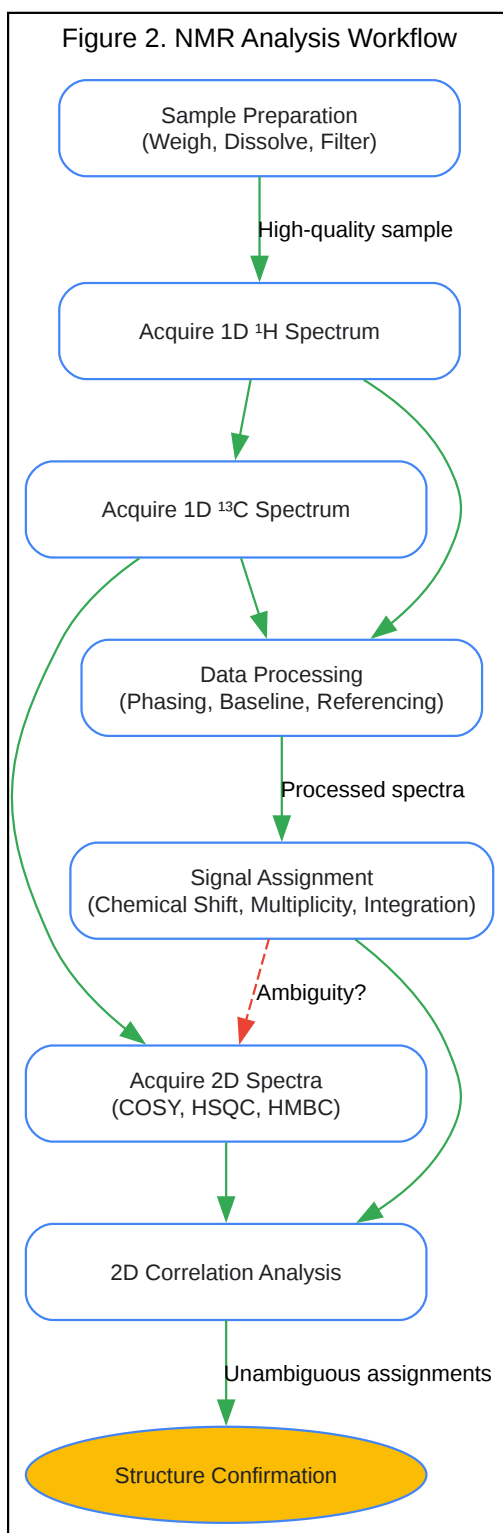 Figure 2. NMR Analysis Workflow
Sample Preparation
(Weigh, Dissolve, Filter)
High-quality sample
Acquire 1D ¹H Spectrum
Acquire 1D ¹³C Spectrum
Data Processing
(Phasing, Baseline, Referencing)
Processed spectra
Signal Assignment
(Chemical Shift, Multiplicity, Integration)
Ambiguity?
Acquire 2D Spectra
(COSY, HSQC, HMBC)
2D Correlation Analysis
Unambiguous assignments
Structure Confirmation